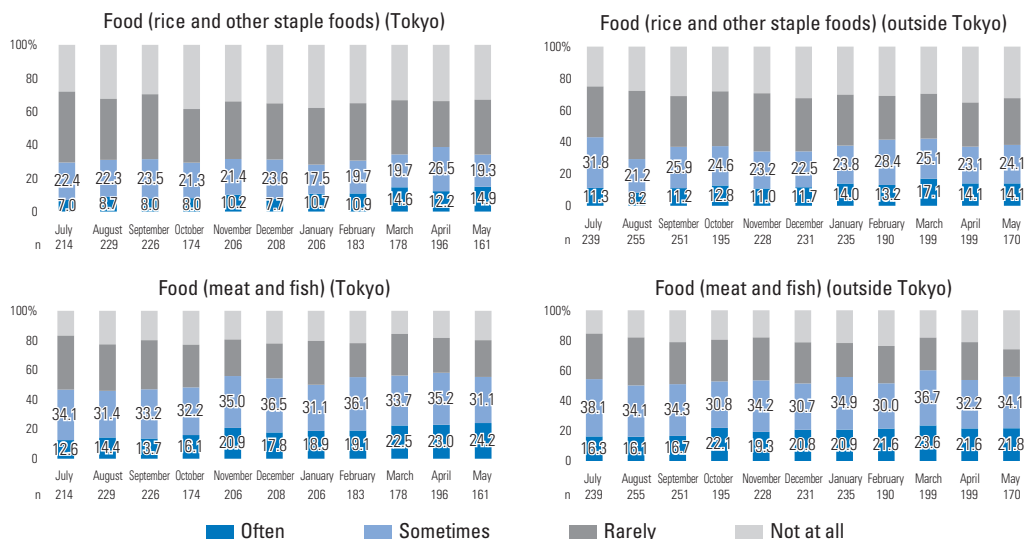 Food (rice and other staple foods) (Tokyo)
100%
80
60
40
20
0
22.4 22.3 23.5 21.3 21.4 23.6 17.5 19.7 19.7 26.5 19.3
7.0 8.7 8.0 8.0 10.2 7.7 10.7 10.9 14.6 12.2 14.9
July August September October November December January February March April May
n 214 229 226 174 206 208 206 183 178 196 161
Food (rice and other staple foods) (outside Tokyo)
100%
80
60
40
20
0
31.8 21.2 25.9 24.6 23.2 22.5 23.8 28.4 25.1 23.1 24.1
11.3 8.2 11.2 12.8 11.0 11.7 14.0 13.2 17.1 14.1 14.1
July August September October November December January February March April May
n 239 255 251 195 228 231 235 190 199 199 170
Food (meat and fish) (Tokyo)
100%
80
60
40
20
0
34.1 31.4 33.2 32.2 35.0 36.5 31.1 36.1 33.7 35.2 31.1
12.6 14.4 13.7 16.1 20.9 17.8 18.9 19.1 22.5 23.0 24.2
July August September October November December January February March April May
n 214 229 226 174 206 208 206 183 178 196 161
Food (meat and fish) (outside Tokyo)
100%
80
60
40
20
0
38.1 34.1 34.3 30.8 34.2 30.7 34.9 30.0 36.7 32.2 34.1
16.3 16.1 16.7 22.1 19.3 20.8 20.9 21.6 23.6 21.6 21.8
July August September October November December January February March April May
n 239 255 251 195 228 231 235 190 199 199 170
Often Sometimes Rarely Not at all